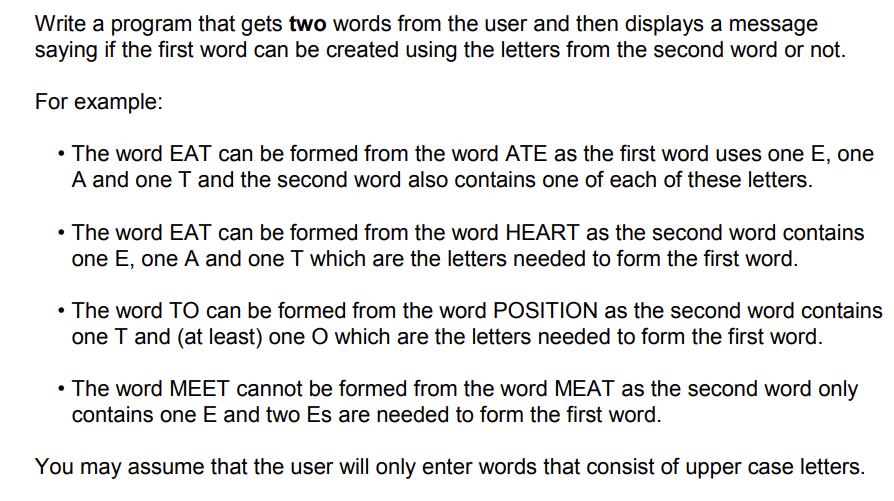 Write a program that gets two words from the user and then displays a message
saying if the first word can be created using the letters from the second word or not.
For example:
• The word EAT can be formed from the word ATE as the first word uses one E, one
A and one T and the second word also contains one of each of these letters.
• The word EAT can be formed from the word HEART as the second word contains
one E, one A and one T which are the letters needed to form the first word.
• The word TO can be formed from the word POSITION as the second word contains
one T and (at least) one O which are the letters needed to form the first word.
• The word MEET cannot be formed from the word MEAT as the second word only
contains one E and two Es are needed to form the first word.
You may assume that the user will only enter words that consist of upper case letters.